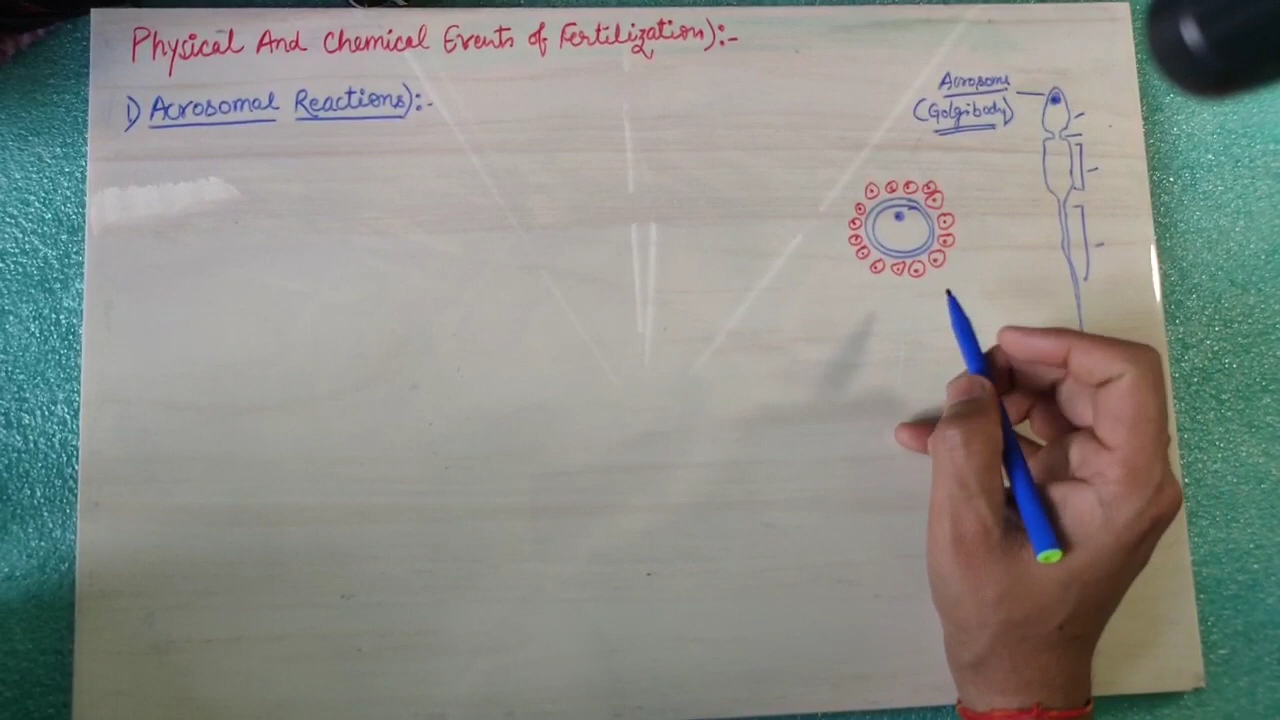 Physical And Chemical Events of Fertilization):-
1) Acrosomal Reactions):-
Acrosome
(Golgibody)